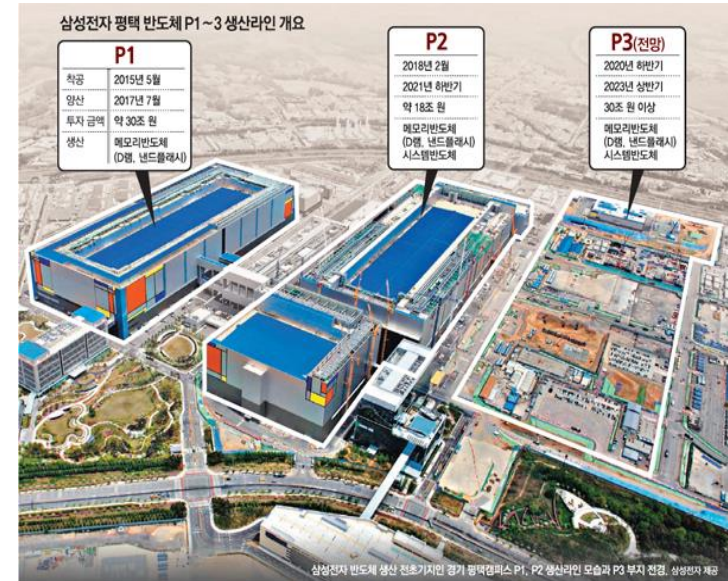 삼성전자 평택 반도체 P1~3 생산라인 개요
P1
착공 2015년 5월
양산 2017년 7월
투자 금액 약 30조 원
생산 메모리반도체
(D램, 낸드플래시)
P2
2018년 2월
2021년 하반기
약 18조 원
메모리반도체
(D램, 낸드플래시)
시스템반도체
P3(전망)
2020년 하반기
2023년 상반기
30조 원 이상
메모리반도체
(D램, 낸드플래시)
시스템반도체
삼성전자 반도체 생산 전초기지인 경기 평택캠퍼스 P1, P2 생산라인 모습과 P3 부지 전경. 삼성전자 제공